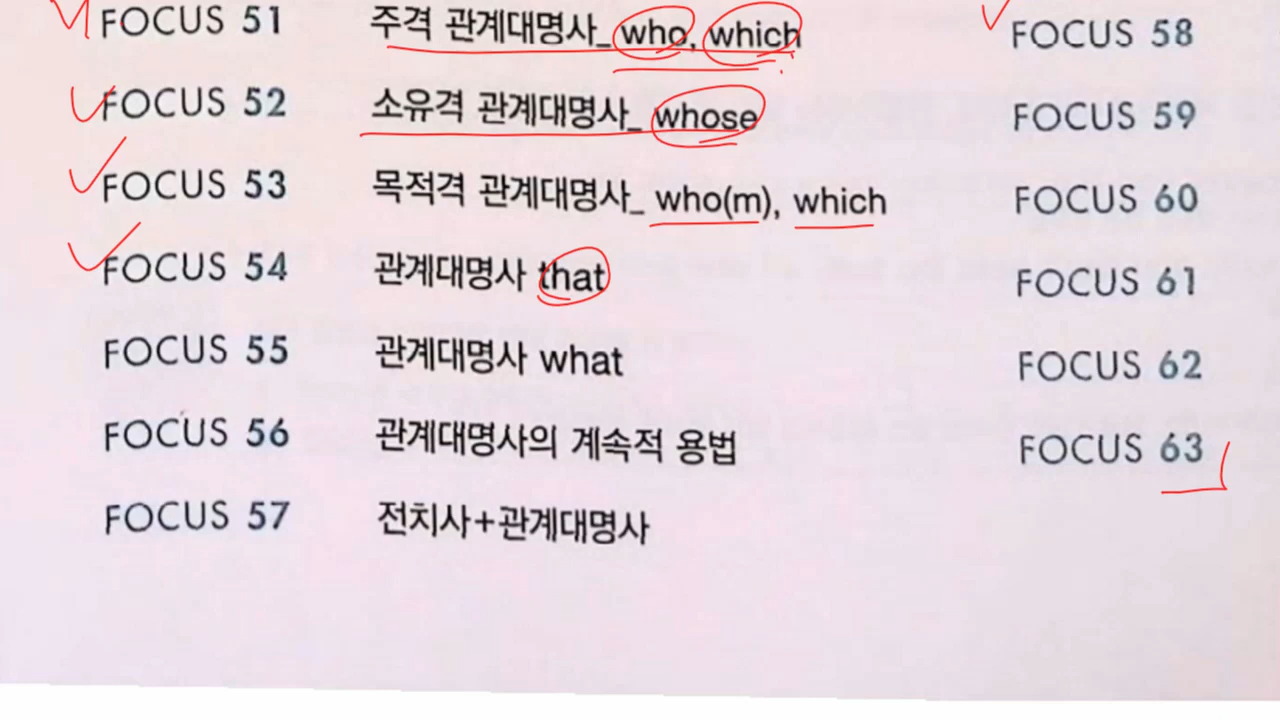 FOCUS 51 주격 관계대명사_ who, which
FOCUS 52 소유격 관계대명사_ whose
FOCUS 53 목적격 관계대명사_ who(m), which
FOCUS 54 관계대명사 that
FOCUS 55 관계대명사 what
FOCUS 56 관계대명사의 계속적 용법
FOCUS 57 전치사+관계대명사
FOCUS 58
FOCUS 59
FOCUS 60
FOCUS 61
FOCUS 62
FOCUS 63